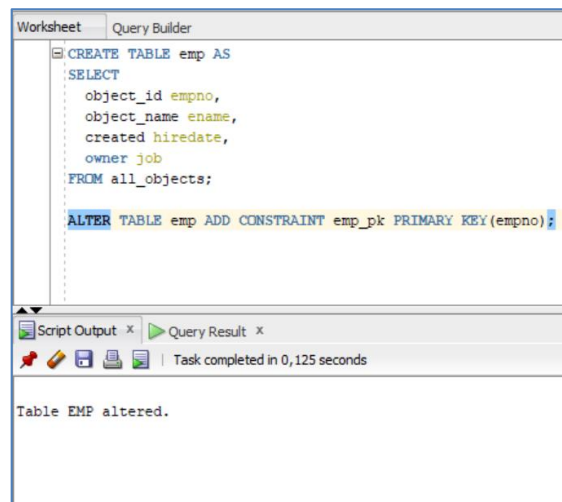 Worksheet Query Builder
CREATE TABLE emp AS
SELECT
object_id empno,
object_name ename,
created hiredate,
owner job
FROM all_objects;
ALTER TABLE emp ADD CONSTRAINT emp_pk PRIMARY KEY(empno);
Script Output x Query Result x
Task completed in 0,125 seconds
Table EMP altered.